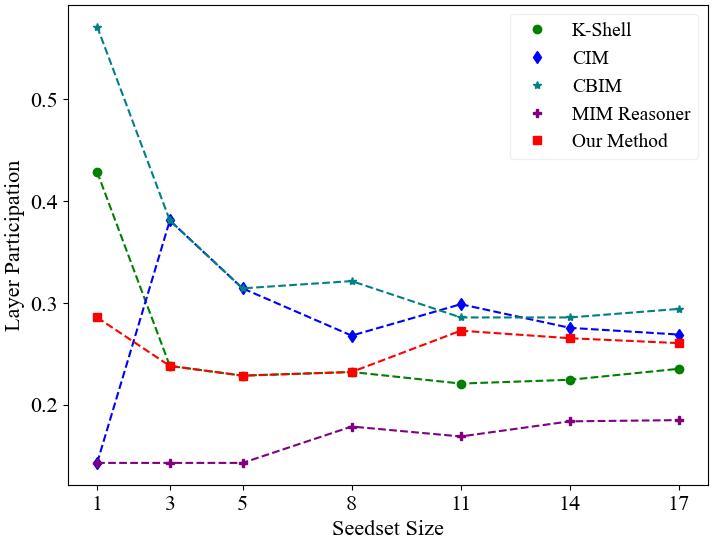 K-Shell
CIM
CBIM
MIM Reasoner
Our Method
Layer Participation
0.5
0.4
0.3
0.2
1 3 5 8 11 14 17
Seedset Size